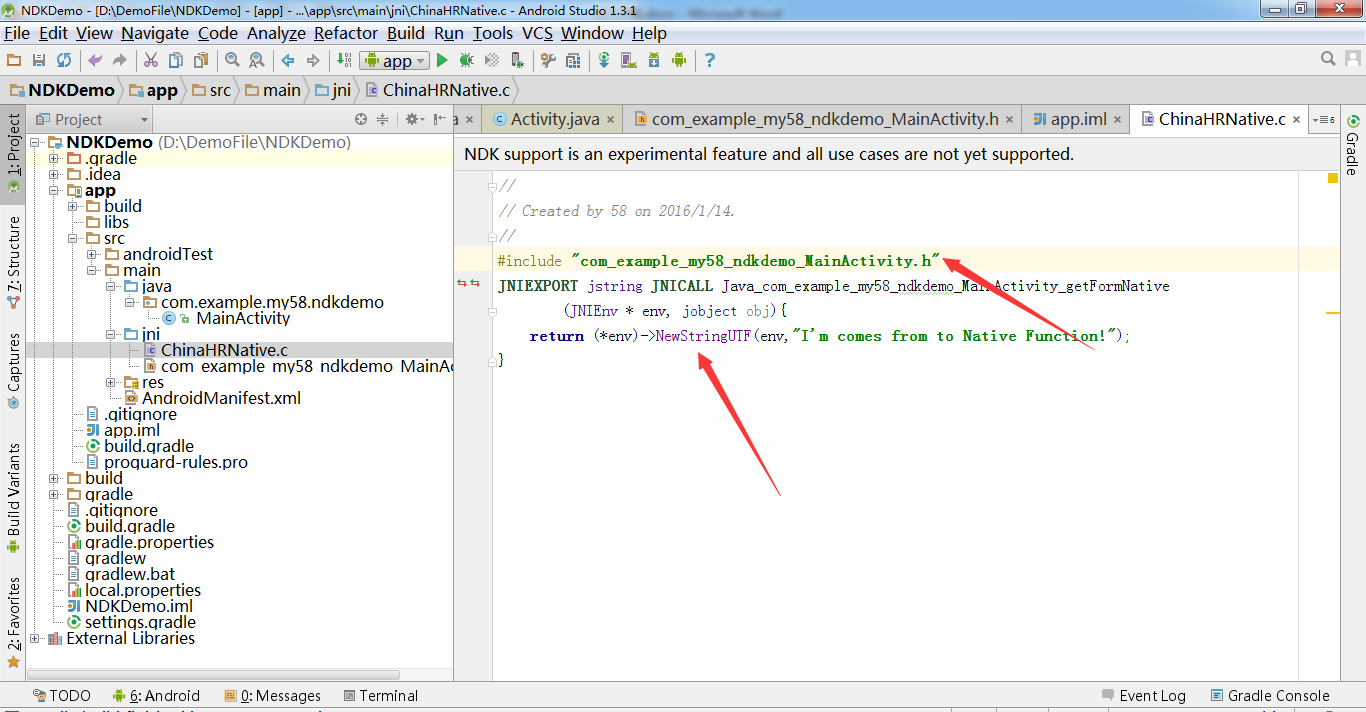 NDKDemo - [D:\DemoFile\NDKDemo] - [app] - ...\app\src\main\jni\ChinaHRNative.c - Android Studio 1.3.1
File Edit View Navigate Code Analyze Refactor Build Run Tools VCS Window Help
app
NDKDemo app src main jni ChinaHRNative.c
Project
a Activity.java com_example_my58_ndkdemo_MainActivity.h app.iml ChinaHRNative.c 6
NDK support is an experimental feature and all use cases are not yet supported.
1: Project
7: Structure
Captures
Build Variants
2: Favorites
NDKDemo (D:\DemoFile\NDKDemo)
.gradle
.idea
app
build
libs
src
androidTest
main
java
com.example.my58.ndkdemo
MainActivity
jni
ChinaHRNative.c
com_example_my58_ndkdemo_MainAc
res
AndroidManifest.xml
.gitignore
app.iml
build.gradle
proguard-rules.pro
build
gradle
.gitignore
build.gradle
gradle.properties
gradlew
gradlew.bat
local.properties
NDKDemo.iml
settings.gradle
External Libraries
//
// Created by 58 on 2016/1/14.
//
#include "com_example_my58_ndkdemo_MainActivity.h"
JNIEXPORT jstring JNICALL Java_com_example_my58_ndkdemo_MainActivity_getFormNative
(JNIEnv * env, jobject obj){
return (*env)->NewStringUTF(env,"I'm comes from to Native Function!");
}
Gradle
TODO 6: Android 0: Messages Terminal Event Log Gradle Console